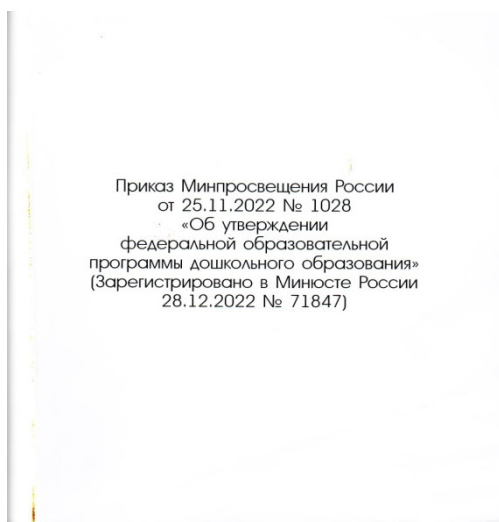 Приказ Минпросвещения России
от 25.11.2022 № 1028
«Об утверждении
федеральной образовательной
программы дошкольного образования»
(Зарегистрировано в Минюсте России
28.12.2022 № 71847)